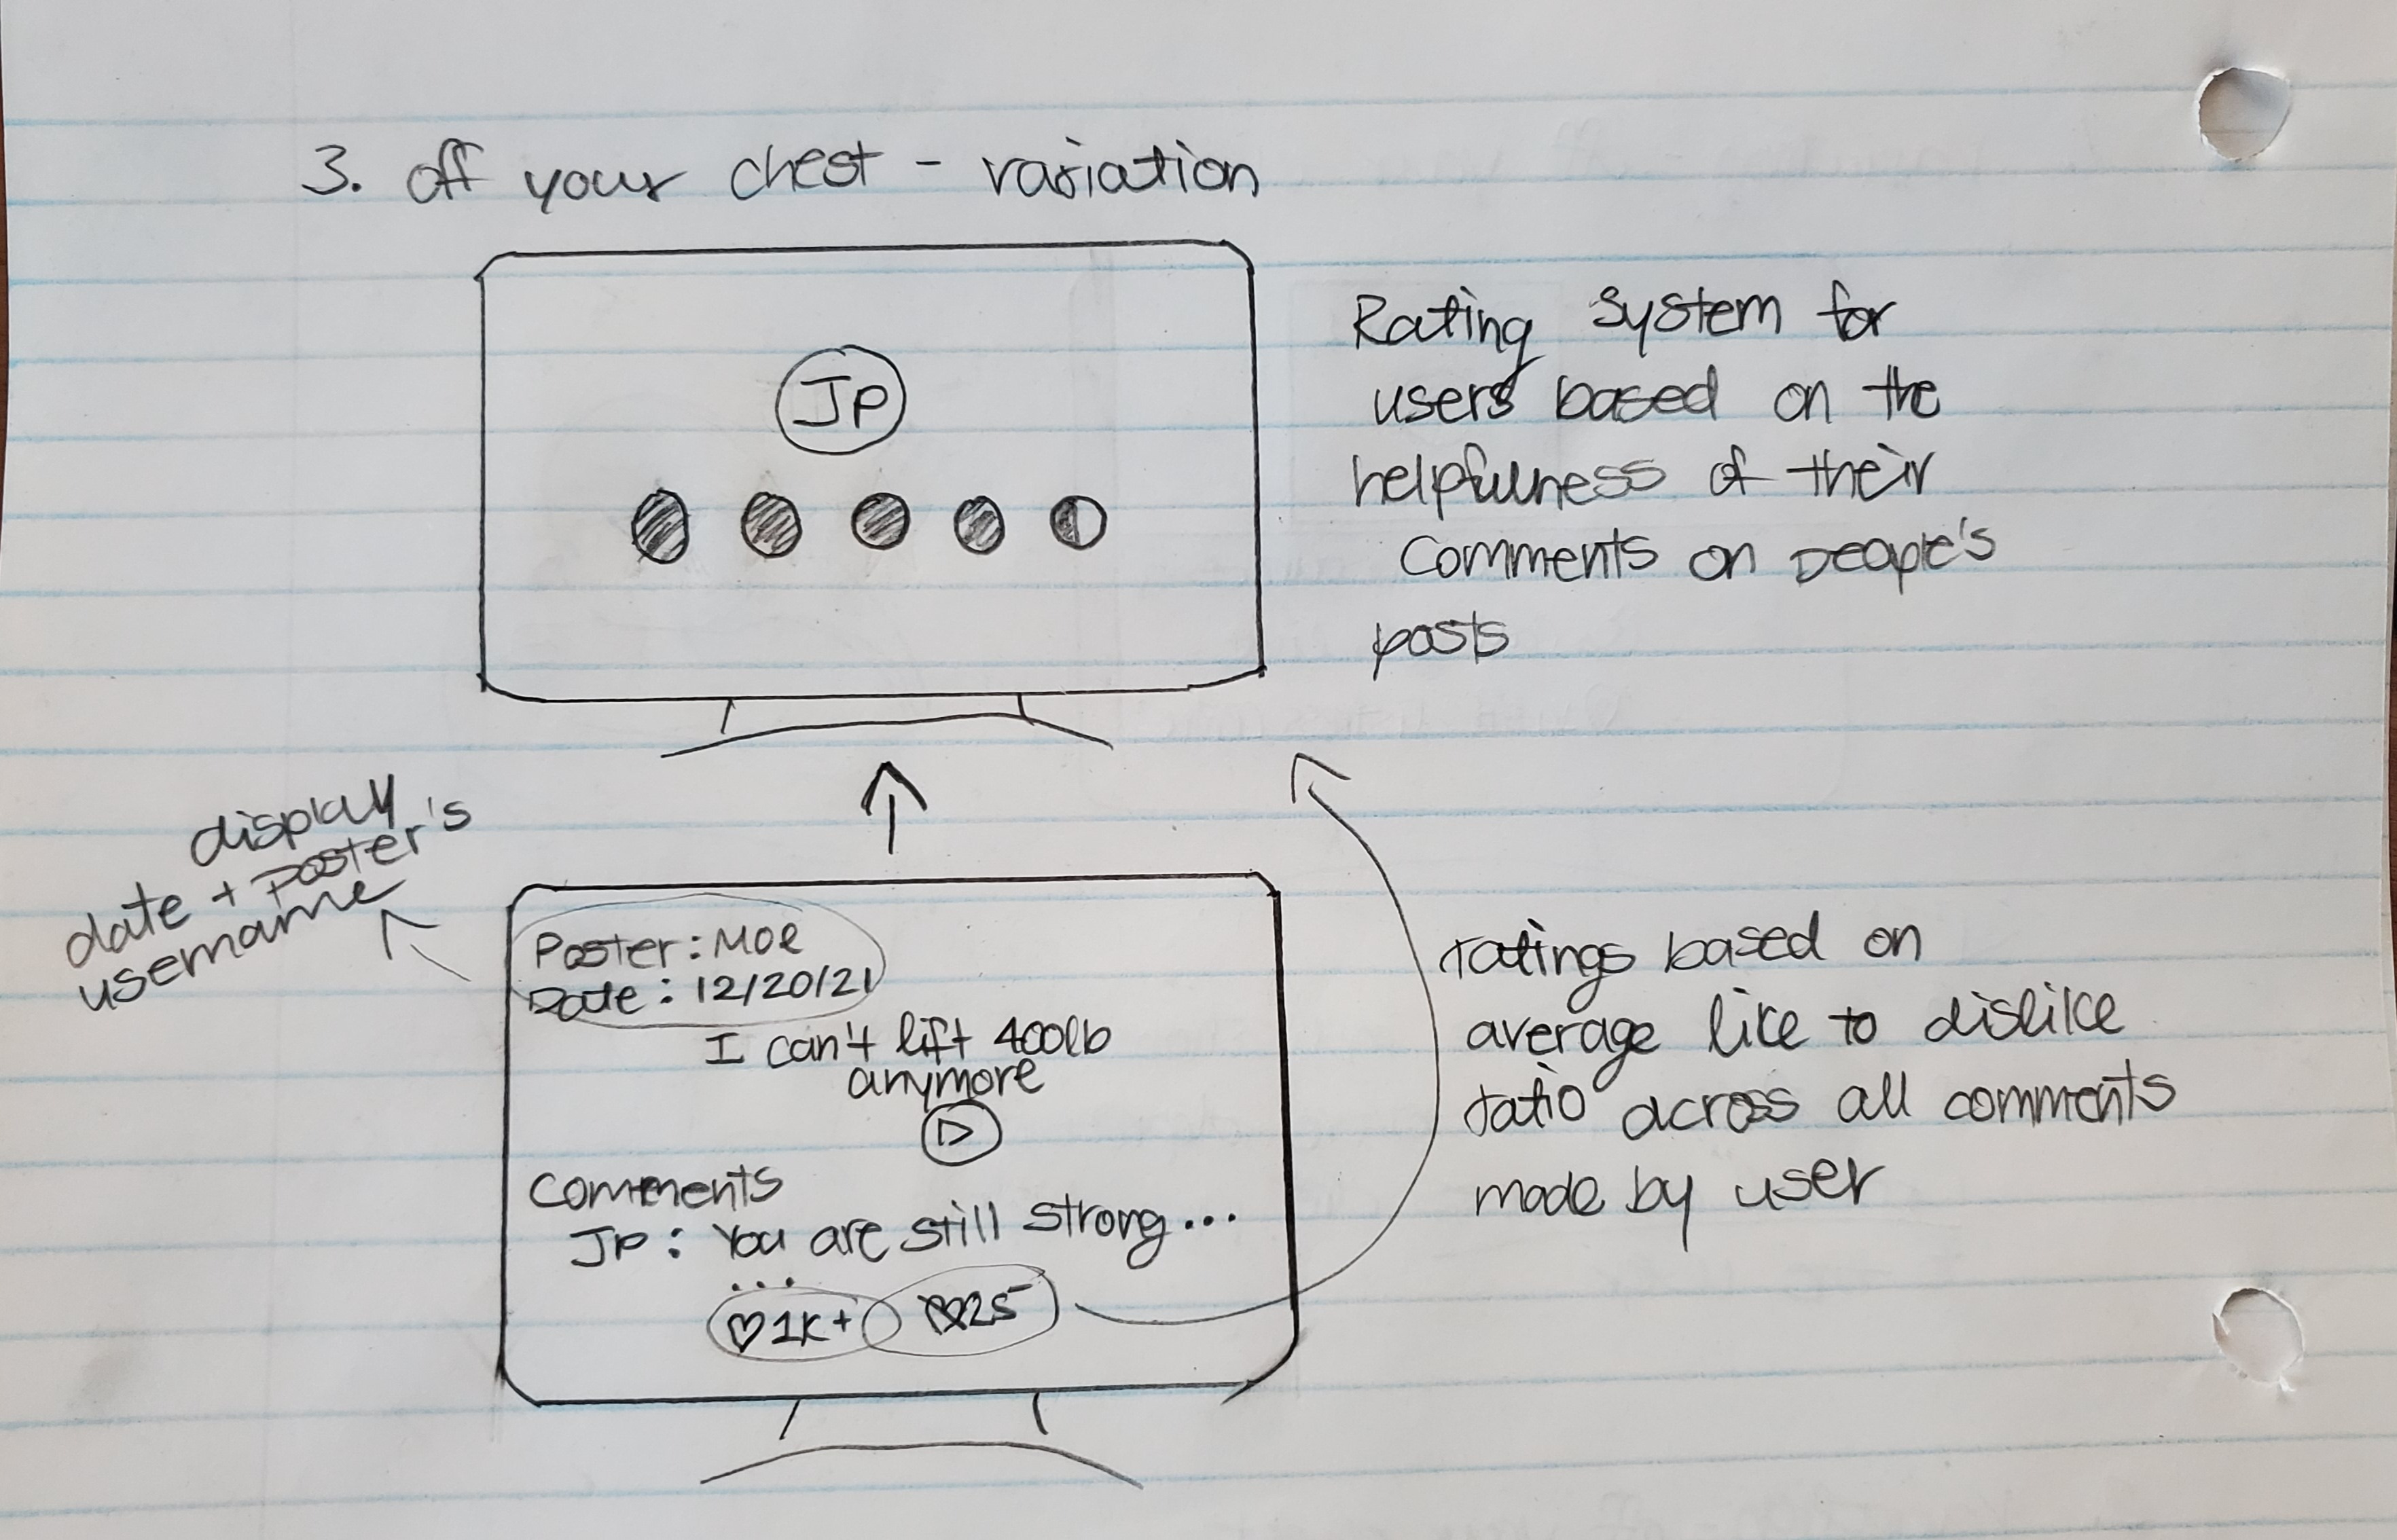 3. off your chest - variation
JP
Rating system for
users based on the
helpfulness of their
comments on people's
posts
display
date + poster's
username
Poster: Moe
Date: 12/20/21
I can't lift 400lb
anymore
Comments
JP: You are still strong...
...
♡1K+ 25
ratings based on
average like to dislike
ratio across all comments
made by user